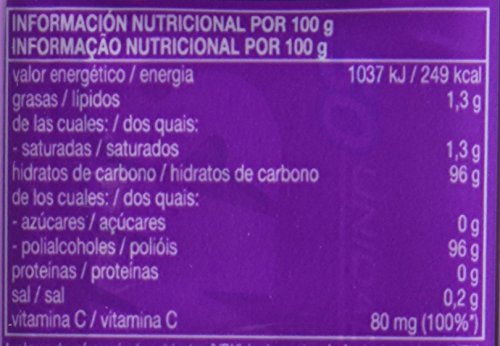 INFORMACIÓN NUTRICIONAL POR 100 g
INFORMAÇÃO NUTRICIONAL POR 100 g
valor energético / energia 1037 kJ / 249 kcal
grasas / lípidos 1,3 g
de las cuales: / dos quais:
- saturadas / saturados 1,3 g
hidratos de carbono / hidratos de carbono 96 g
de los cuales: / dos quais:
- azúcares / açúcares 0 g
- polialcoholes / polióis 96 g
proteínas / proteínas 0 g
sal / sal 0,2 g
vitamina C / vitamina C 80 mg (100%*)